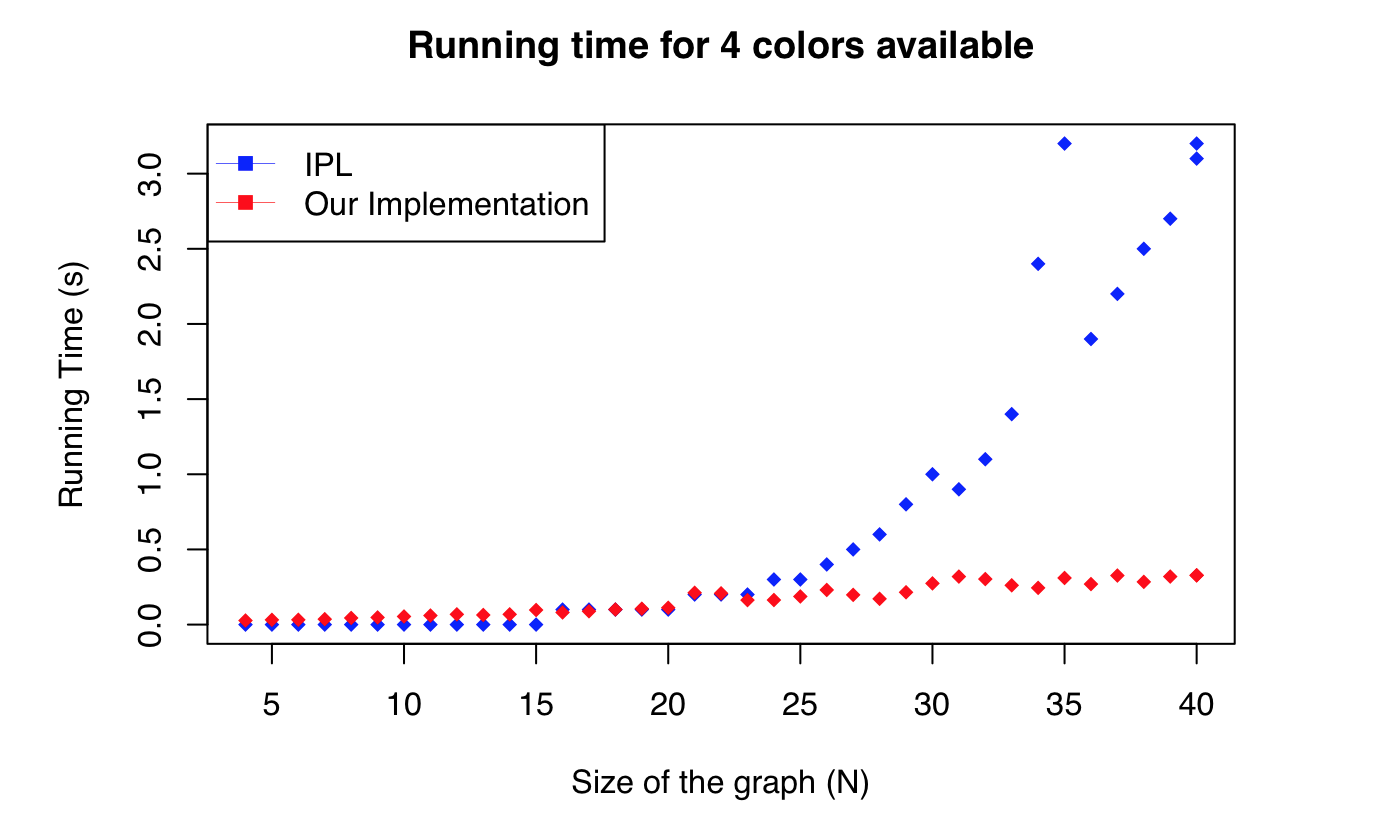 Running time for 4 colors available
IPL
Our Implementation
Running Time (s)
0.0 0.5 1.0 1.5 2.0 2.5 3.0
5 10 15 20 25 30 35 40
Size of the graph (N)